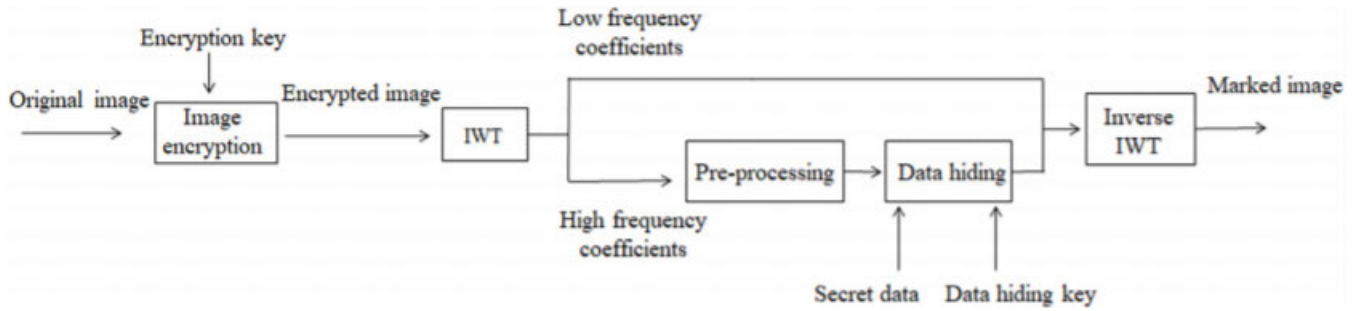 Low frequency
coefficients
Encryption key
Original image
Encrypted image
Marked image
Image
encryption
IWT
Inverse
IWT
Pre-processing
Data hiding
High frequency
coefficients
Secret data
Data hiding key